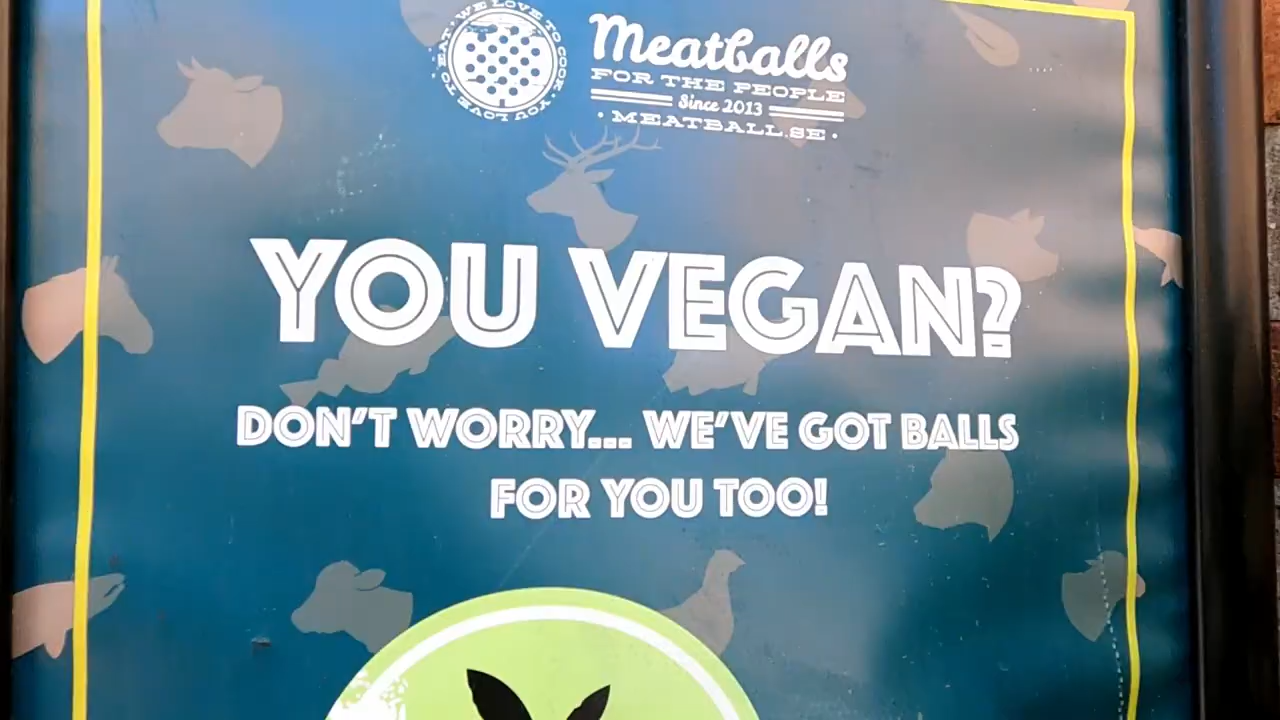 WE LOVE TO COOK · YOU LOVE TO EAT ·
Meatballs
FOR THE PEOPLE
Since 2013
· MEATBALL.SE ·
YOU VEGAN?
DON'T WORRY... WE'VE GOT BALLS
FOR YOU TOO!